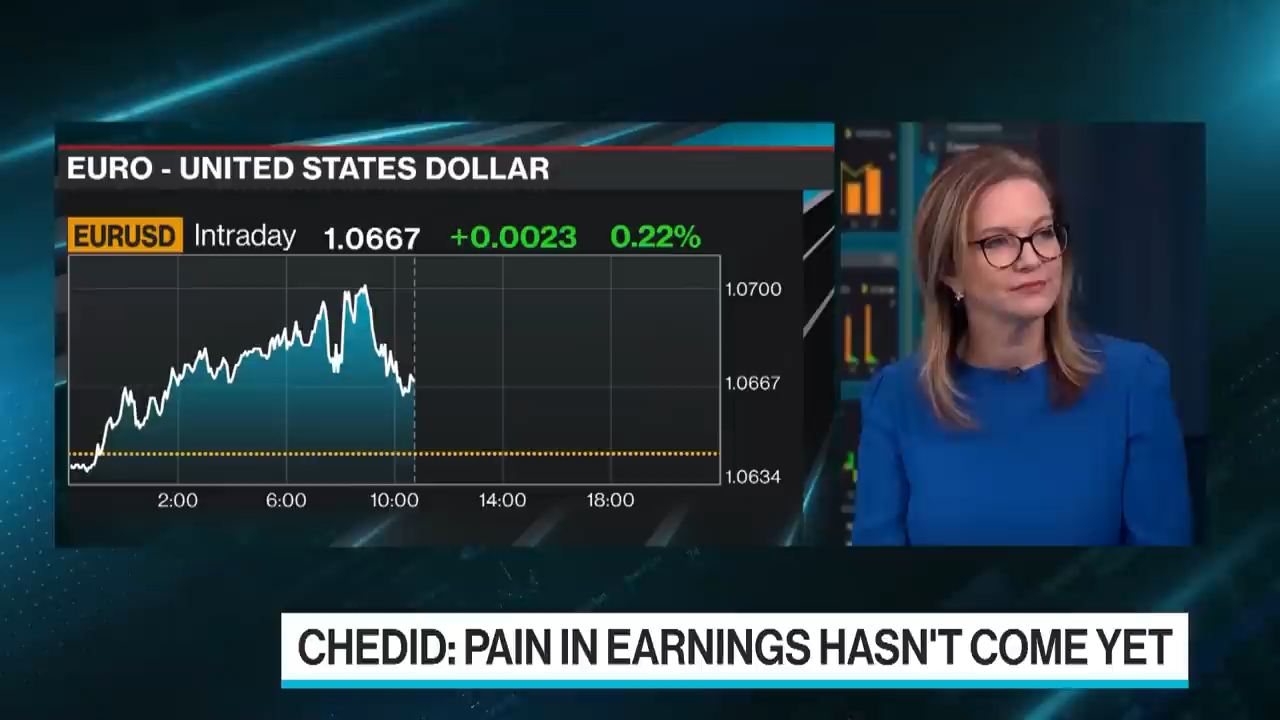 EURO - UNITED STATES DOLLAR
EURUSD Intraday 1.0667 +0.0023 0.22%
1.0700
1.0667
1.0634
2:00 6:00 10:00 14:00 18:00
CHEDID: PAIN IN EARNINGS HASN'T COME YET